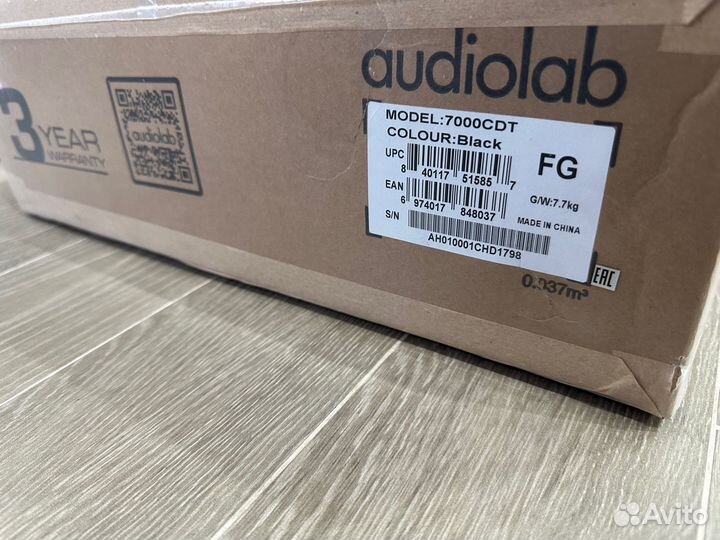 audiolab
3 YEAR
WARRANTY
audiolab
MODEL:7000CDT
COLOUR:Black
FG
UPC
8 40117 51585 7
EAN
6 974017 848037
G/W:7.7kg
MADE IN CHINA
S/N
AH010001CHD1798
EAC
0.037m³
Avito